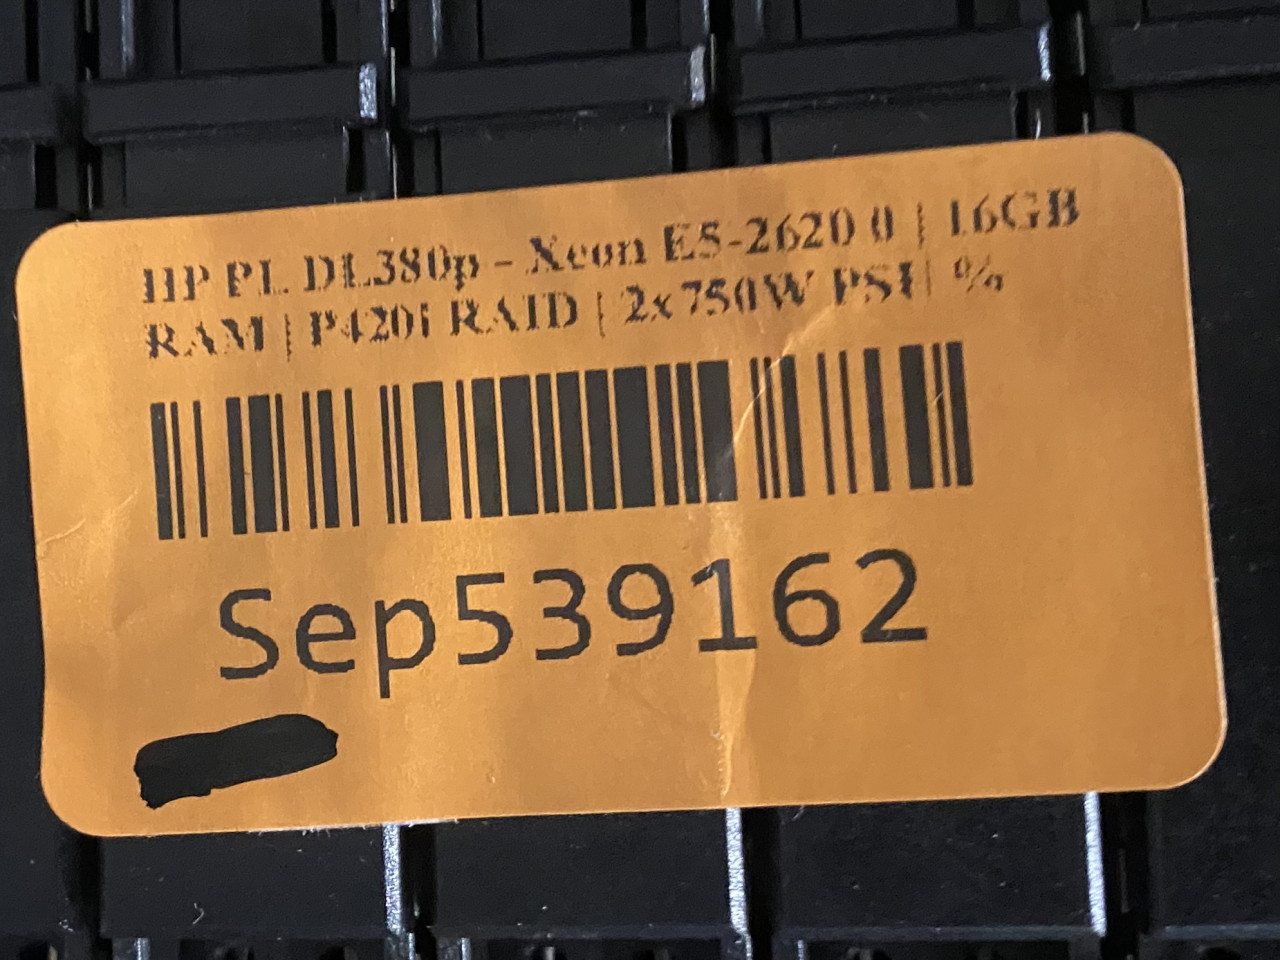 HP PL DL380p - Xeon E5-2620 0 | 16GB
RAM | P420i RAID | 2x750W PSU | %
Sep539162